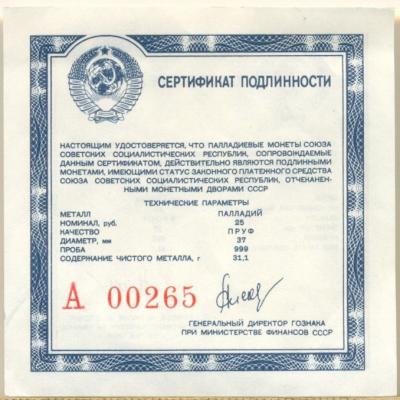 СЕРТИФИКАТ ПОДЛИННОСТИ
НАСТОЯЩИМ УДОСТОВЕРЯЕТСЯ, ЧТО ПАЛЛАДИЕВЫЕ МОНЕТЫ СОЮЗА
СОВЕТСКИХ СОЦИАЛИСТИЧЕСКИХ РЕСПУБЛИК, СОПРОВОЖДАЕМЫЕ
ДАННЫМ СЕРТИФИКАТОМ, ДЕЙСТВИТЕЛЬНО ЯВЛЯЮТСЯ ПОДЛИННЫМИ
МОНЕТАМИ, ИМЕЮЩИМИ СТАТУС ЗАКОННОГО ПЛАТЕЖНОГО СРЕДСТВА
СОЮЗА СОВЕТСКИХ СОЦИАЛИСТИЧЕСКИХ РЕСПУБЛИК, ОТЧЕКАНЕН-
НЫМИ МОНЕТНЫМИ ДВОРАМИ СССР
ТЕХНИЧЕСКИЕ ПАРАМЕТРЫ
МЕТАЛЛ ПАЛЛАДИЙ
НОМИНАЛ, руб. 25
КАЧЕСТВО ПРУФ
ДИАМЕТР, мм 37
ПРОБА 999
СОДЕРЖАНИЕ ЧИСТОГО МЕТАЛЛА, г 31,1
А 00265
ГЕНЕРАЛЬНЫЙ ДИРЕКТОР ГОЗНАКА
ПРИ МИНИСТЕРСТВЕ ФИНАНСОВ СССР